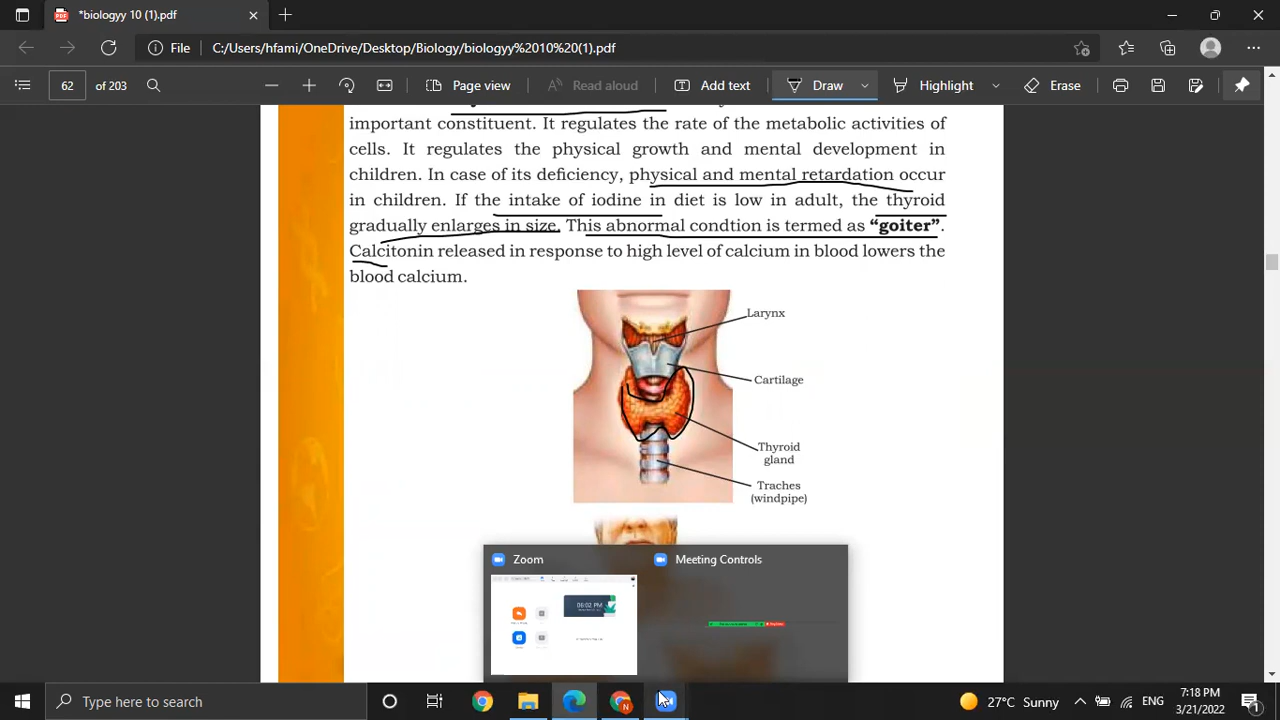 *biologyy 10 (1).pdf
File
C:/Users/hfami/OneDrive/Desktop/Biology/biologyy%2010%20(1).pdf
62 of 203
Page view
Read aloud
Add text
Draw
Highlight
Erase
important constituent. It regulates the rate of the metabolic activities of
cells. It regulates the physical growth and mental development in
children. In case of its deficiency, physical and mental retardation occur
in children. If the intake of iodine in diet is low in adult, the thyroid
gradually enlarges in size. This abnormal condtion is termed as “goiter”.
Calcitonin released in response to high level of calcium in blood lowers the
blood calcium.
Larynx
Cartilage
Thyroid
gland
Traches
(windpipe)
Zoom
Meeting Controls
06:02 PM
Type here to search
27°C Sunny
ENG
7:18 PM
3/21/2022
1